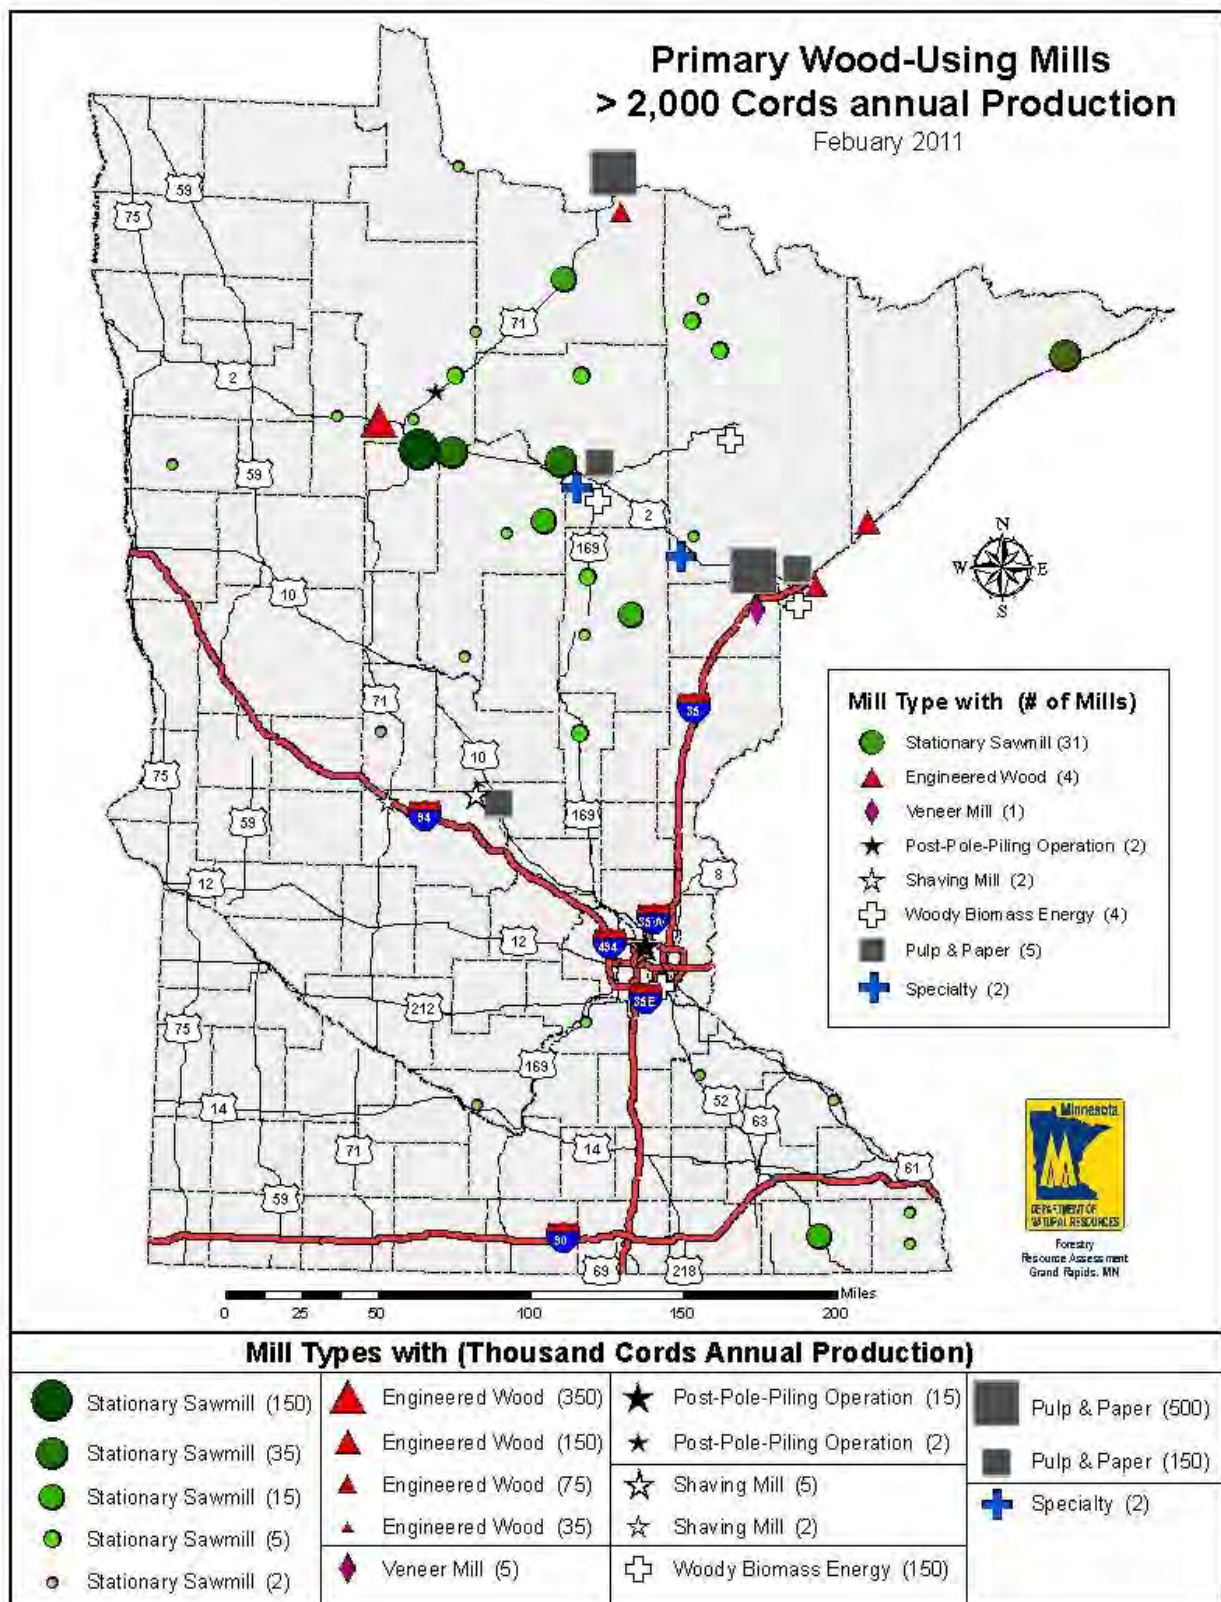 Primary Wood-Using Mills
> 2,000 Cords annual Production
Febuary 2011
59
75
71
2
59
2
169
10
71
35
10
75
169
59
94
8
12
35W
494
12
35E
212
75
169
52
14
63
14
71
61
59
90
69
218
N
W E
S
Mill Type with (# of Mills)
Stationary Sawmill (31)
Engineered Wood (4)
Veneer Mill (1)
Post-Pole-Piling Operation (2)
Shaving Mill (2)
Woody Biomass Energy (4)
Pulp & Paper (5)
Specialty (2)
Minnesota
DEPARTMENT OF
NATURAL RESOURCES
Forestry
Resource Assessment
Grand Rapids, MN
Miles
0 25 50 100 150 200
Mill Types with (Thousand Cords Annual Production)
Stationary Sawmill (150)
Stationary Sawmill (35)
Stationary Sawmill (15)
Stationary Sawmill (5)
Stationary Sawmill (2)
Engineered Wood (350)
Engineered Wood (150)
Engineered Wood (75)
Engineered Wood (35)
Veneer Mill (5)
Post-Pole-Piling Operation (15)
Post-Pole-Piling Operation (2)
Shaving Mill (5)
Shaving Mill (2)
Woody Biomass Energy (150)
Pulp & Paper (500)
Pulp & Paper (150)
Specialty (2)